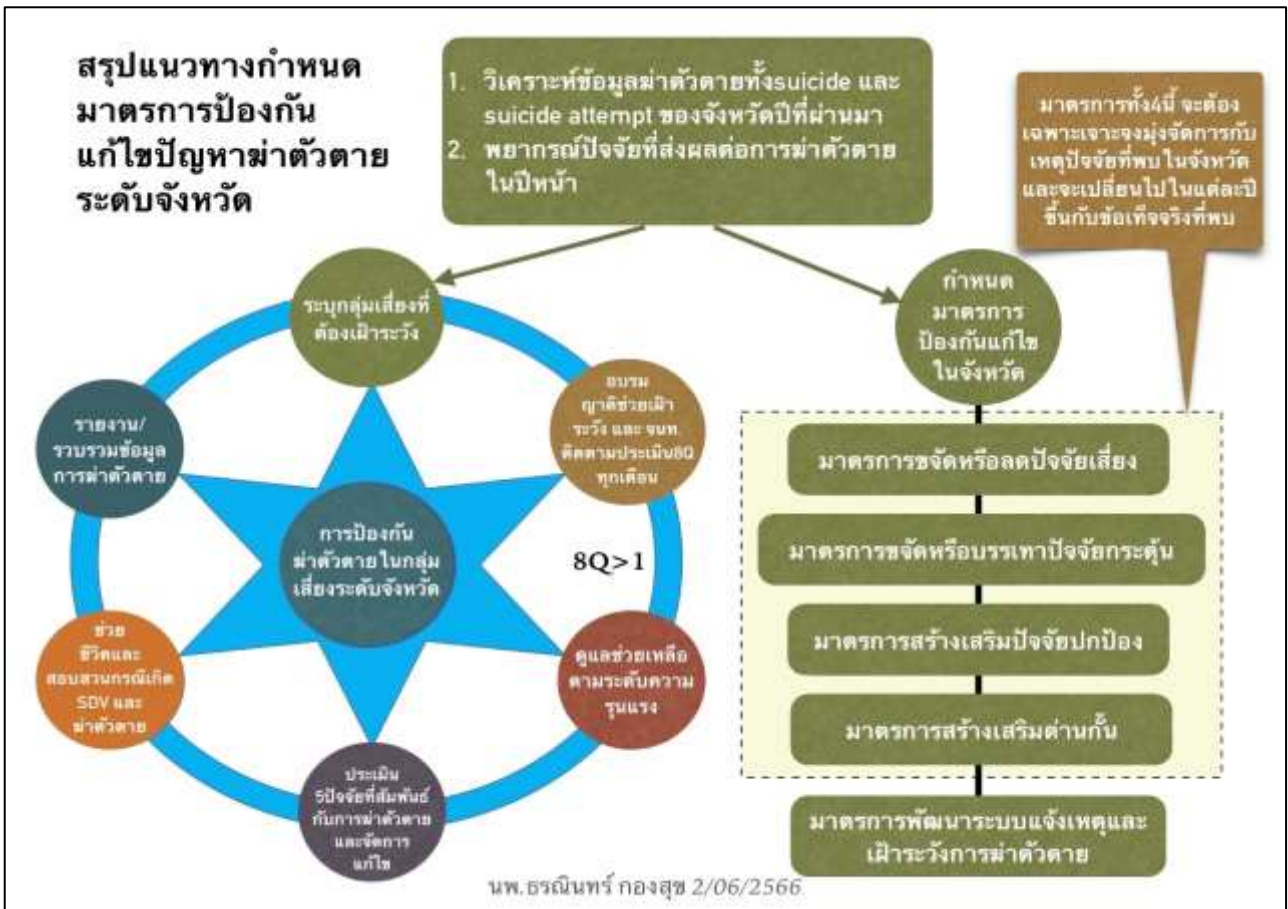 สรุปแนวทางกำหนด
มาตรการป้องกัน
แก้ไขปัญหาฆ่าตัวตาย
ระดับจังหวัด
1. วิเคราะห์ข้อมูลฆ่าตัวตายทั้งsuicide และ
suicide attempt ของจังหวัดปีที่ผ่านมา
2. พยากรณ์ปัจจัยที่ส่งผลต่อการฆ่าตัวตาย
ในปีหน้า
มาตรการทั้ง4นี้ จะต้อง
เฉพาะเจาะจงมุ่งจัดการกับ
เหตุปัจจัยที่พบในจังหวัด
และจะเปลี่ยนไปในแต่ละปี
ขึ้นกับข้อเท็จจริงที่พบ
ระบุกลุ่มเสี่ยงที่
ต้องเฝ้าระวัง
อบรม
ญาติช่วยเฝ้า
ระวัง และ จนท.
ติดตามประเมิน8Q
ทุกเดือน
8Q>1
ดูแลช่วยเหลือ
ตามระดับความ
รุนแรง
ประเมิน
5ปัจจัยที่สัมพันธ์
กับการฆ่าตัวตาย
และจัดการ
แก้ไข
ช่วย
ชีวิตและ
สอบสวนกรณีเกิด
SDV และ
ฆ่าตัวตาย
รายงาน/
รวบรวมข้อมูล
การฆ่าตัวตาย
การป้องกัน
ฆ่าตัวตายในกลุ่ม
เสี่ยงระดับจังหวัด
กำหนด
มาตรการ
ป้องกันแก้ไข
ในจังหวัด
มาตรการขจัดหรือลดปัจจัยเสี่ยง
มาตรการขจัดหรือบรรเทาปัจจัยกระตุ้น
มาตรการสร้างเสริมปัจจัยปกป้อง
มาตรการสร้างเสริมด่านกั้น
มาตรการพัฒนาระบบแจ้งเหตุและ
เฝ้าระวังการฆ่าตัวตาย
นพ.ธรณินทร์ กองสุข 2/06/2566